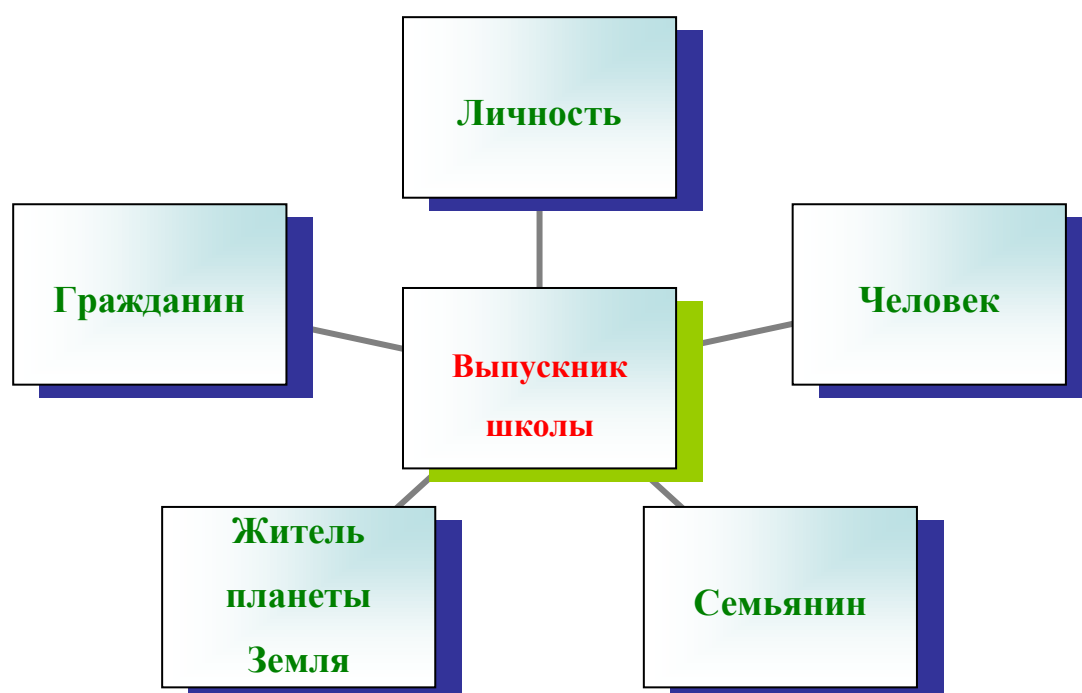 Личность
Гражданин
Человек
Выпускник
школы
Житель
планеты
Земля
Семьянин